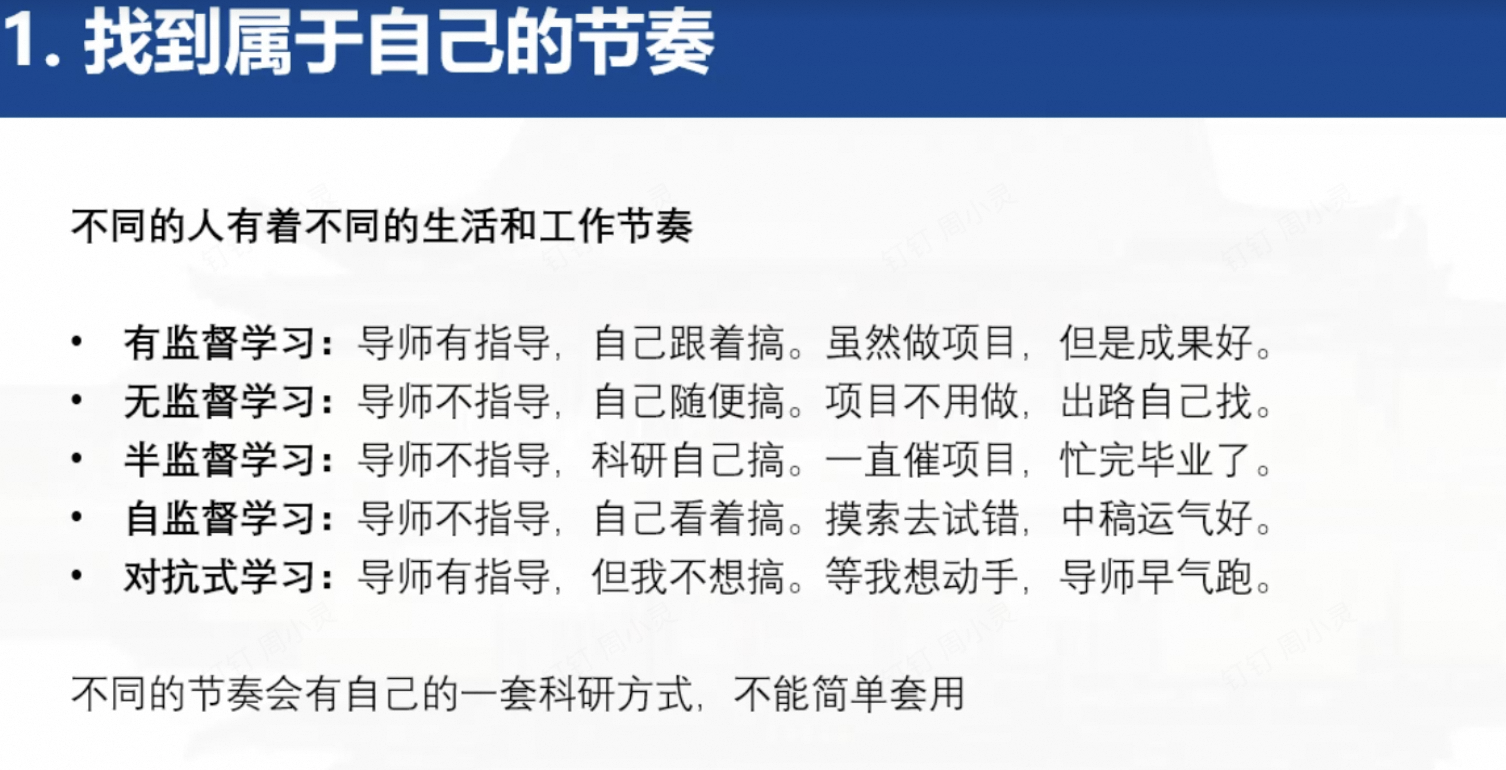 1. 找到属于自己的节奏
不同的人有着不同的生活和工作节奏
• 有监督学习：导师有指导，自己跟着搞。虽然做项目，但是成果好。
• 无监督学习：导师不指导，自己随便搞。项目不用做，出路自己找。
• 半监督学习：导师不指导，科研自己搞。一直催项目，忙完毕业了。
• 自监督学习：导师不指导，自己看着搞。摸索去试错，中稿运气好。
• 对抗式学习：导师有指导，但我不想搞。等我想动手，导师早气跑。
不同的节奏会有自己的一套科研方式，不能简单套用
钉钉 周小灵
钉钉 周小灵
钉钉 周小灵
钉钉 周小灵
钉钉 周小灵
钉钉 周小灵
钉钉 周小灵
钉钉 周小灵